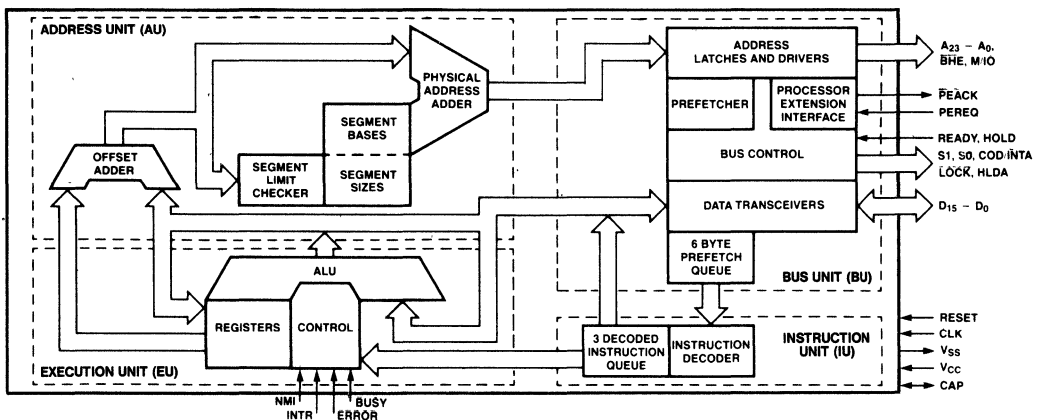 ADDRESS UNIT (AU)
OFFSET
ADDER
SEGMENT
LIMIT
CHECKER
SEGMENT
BASES
SEGMENT
SIZES
PHYSICAL
ADDRESS
ADDER
ADDRESS
LATCHES AND DRIVERS
PREFETCHER
PROCESSOR
EXTENSION
INTERFACE
BUS CONTROL
DATA TRANSCEIVERS
6 BYTE
PREFETCH
QUEUE
BUS UNIT (BU)
A23 – A0,
BHE, M/IO
PEACK
PEREQ
READY, HOLD
S1, S0, COD/INTA
LOCK, HLDA
D15 – D0
ALU
REGISTERS
CONTROL
EXECUTION UNIT (EU)
NMI
INTR
ERROR
BUSY
3 DECODED
INSTRUCTION
QUEUE
INSTRUCTION
DECODER
INSTRUCTION
UNIT (IU)
RESET
CLK
VSS
VCC
CAP